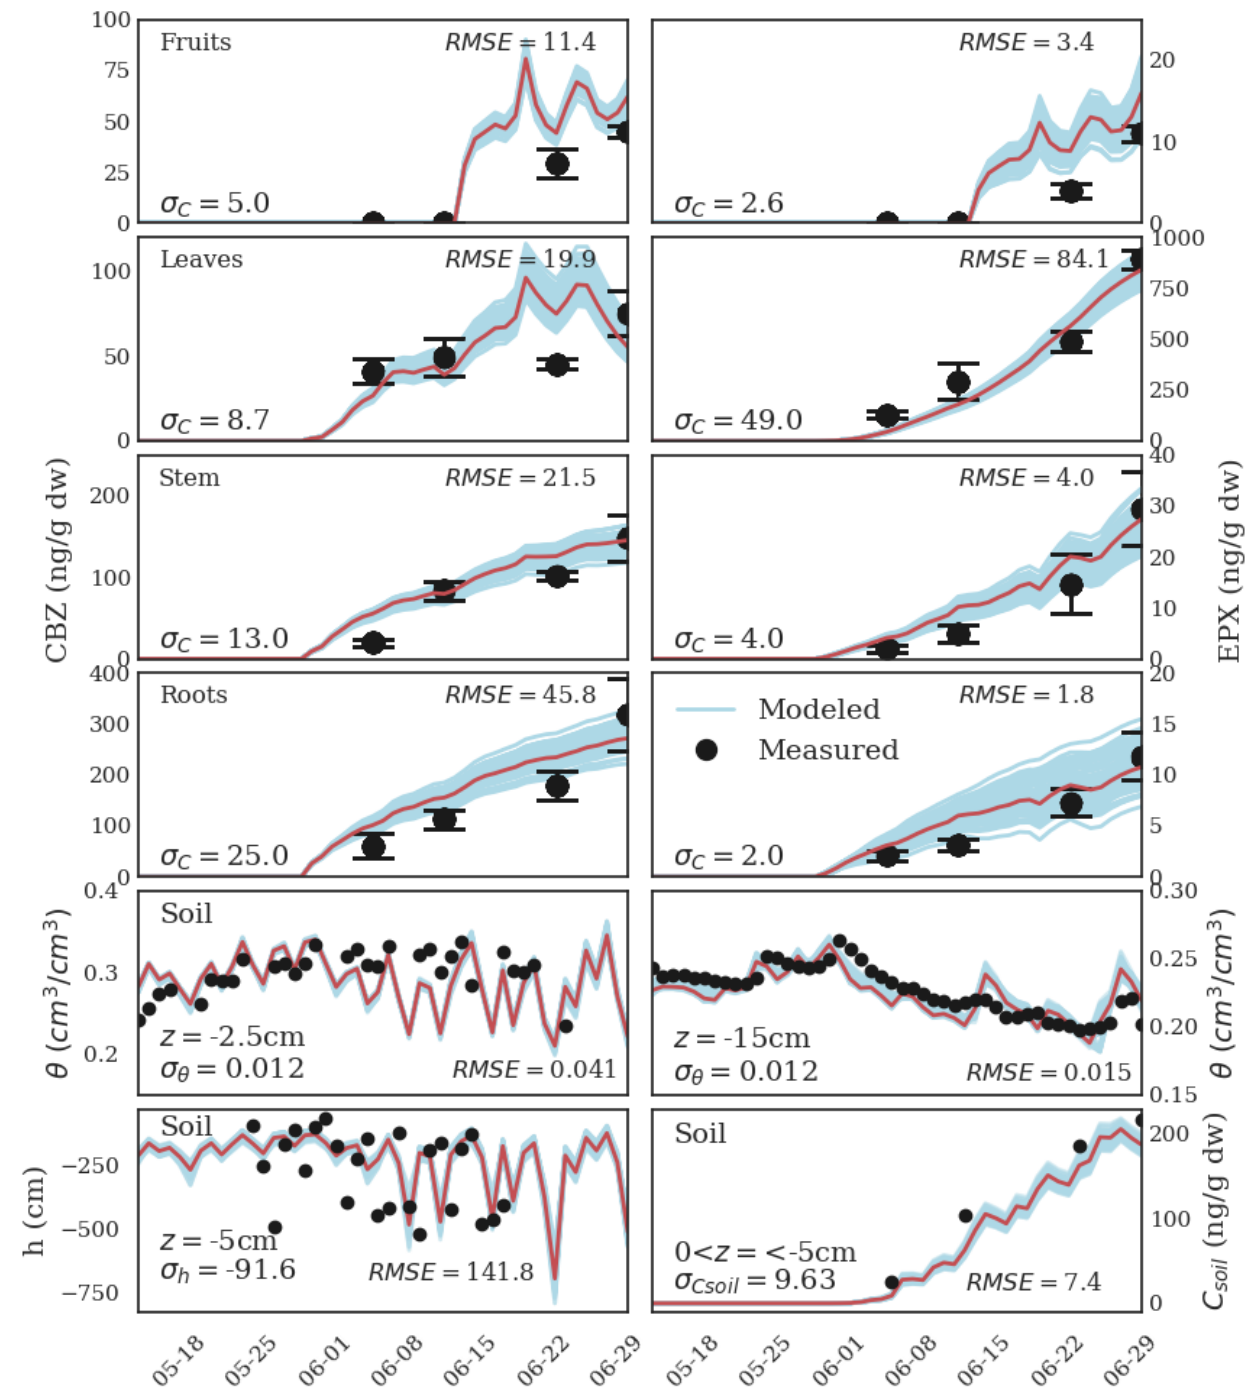 100
75
50
25
0
Fruits
RMSE = 11.4
σC = 5.0
RMSE = 3.4
σC = 2.6
20
10
0
100
50
0
Leaves
RMSE = 19.9
σC = 8.7
RMSE = 84.1
σC = 49.0
1000
750
500
250
0
CBZ (ng/g dw)
200
100
0
Stem
RMSE = 21.5
σC = 13.0
RMSE = 4.0
σC = 4.0
40
30
20
10
0
EPX (ng/g dw)
400
300
200
100
0
Roots
RMSE = 45.8
σC = 25.0
Modeled
Measured
RMSE = 1.8
σC = 2.0
20
15
10
5
0
θ (cm³/cm³)
0.4
0.3
0.2
Soil
z = -2.5cm
σθ = 0.012
RMSE = 0.041
z = -15cm
σθ = 0.012
RMSE = 0.015
0.30
0.25
0.20
0.15
θ (cm³/cm³)
h (cm)
−250
−500
−750
Soil
z = -5cm
σh = -91.6
RMSE = 141.8
Soil
0<z = <-5cm
σCsoil = 9.63
RMSE = 7.4
200
100
0
Csoil (ng/g dw)
05-18
05-25
06-01
06-08
06-15
06-22
06-29
05-18
05-25
06-01
06-08
06-15
06-22
06-29